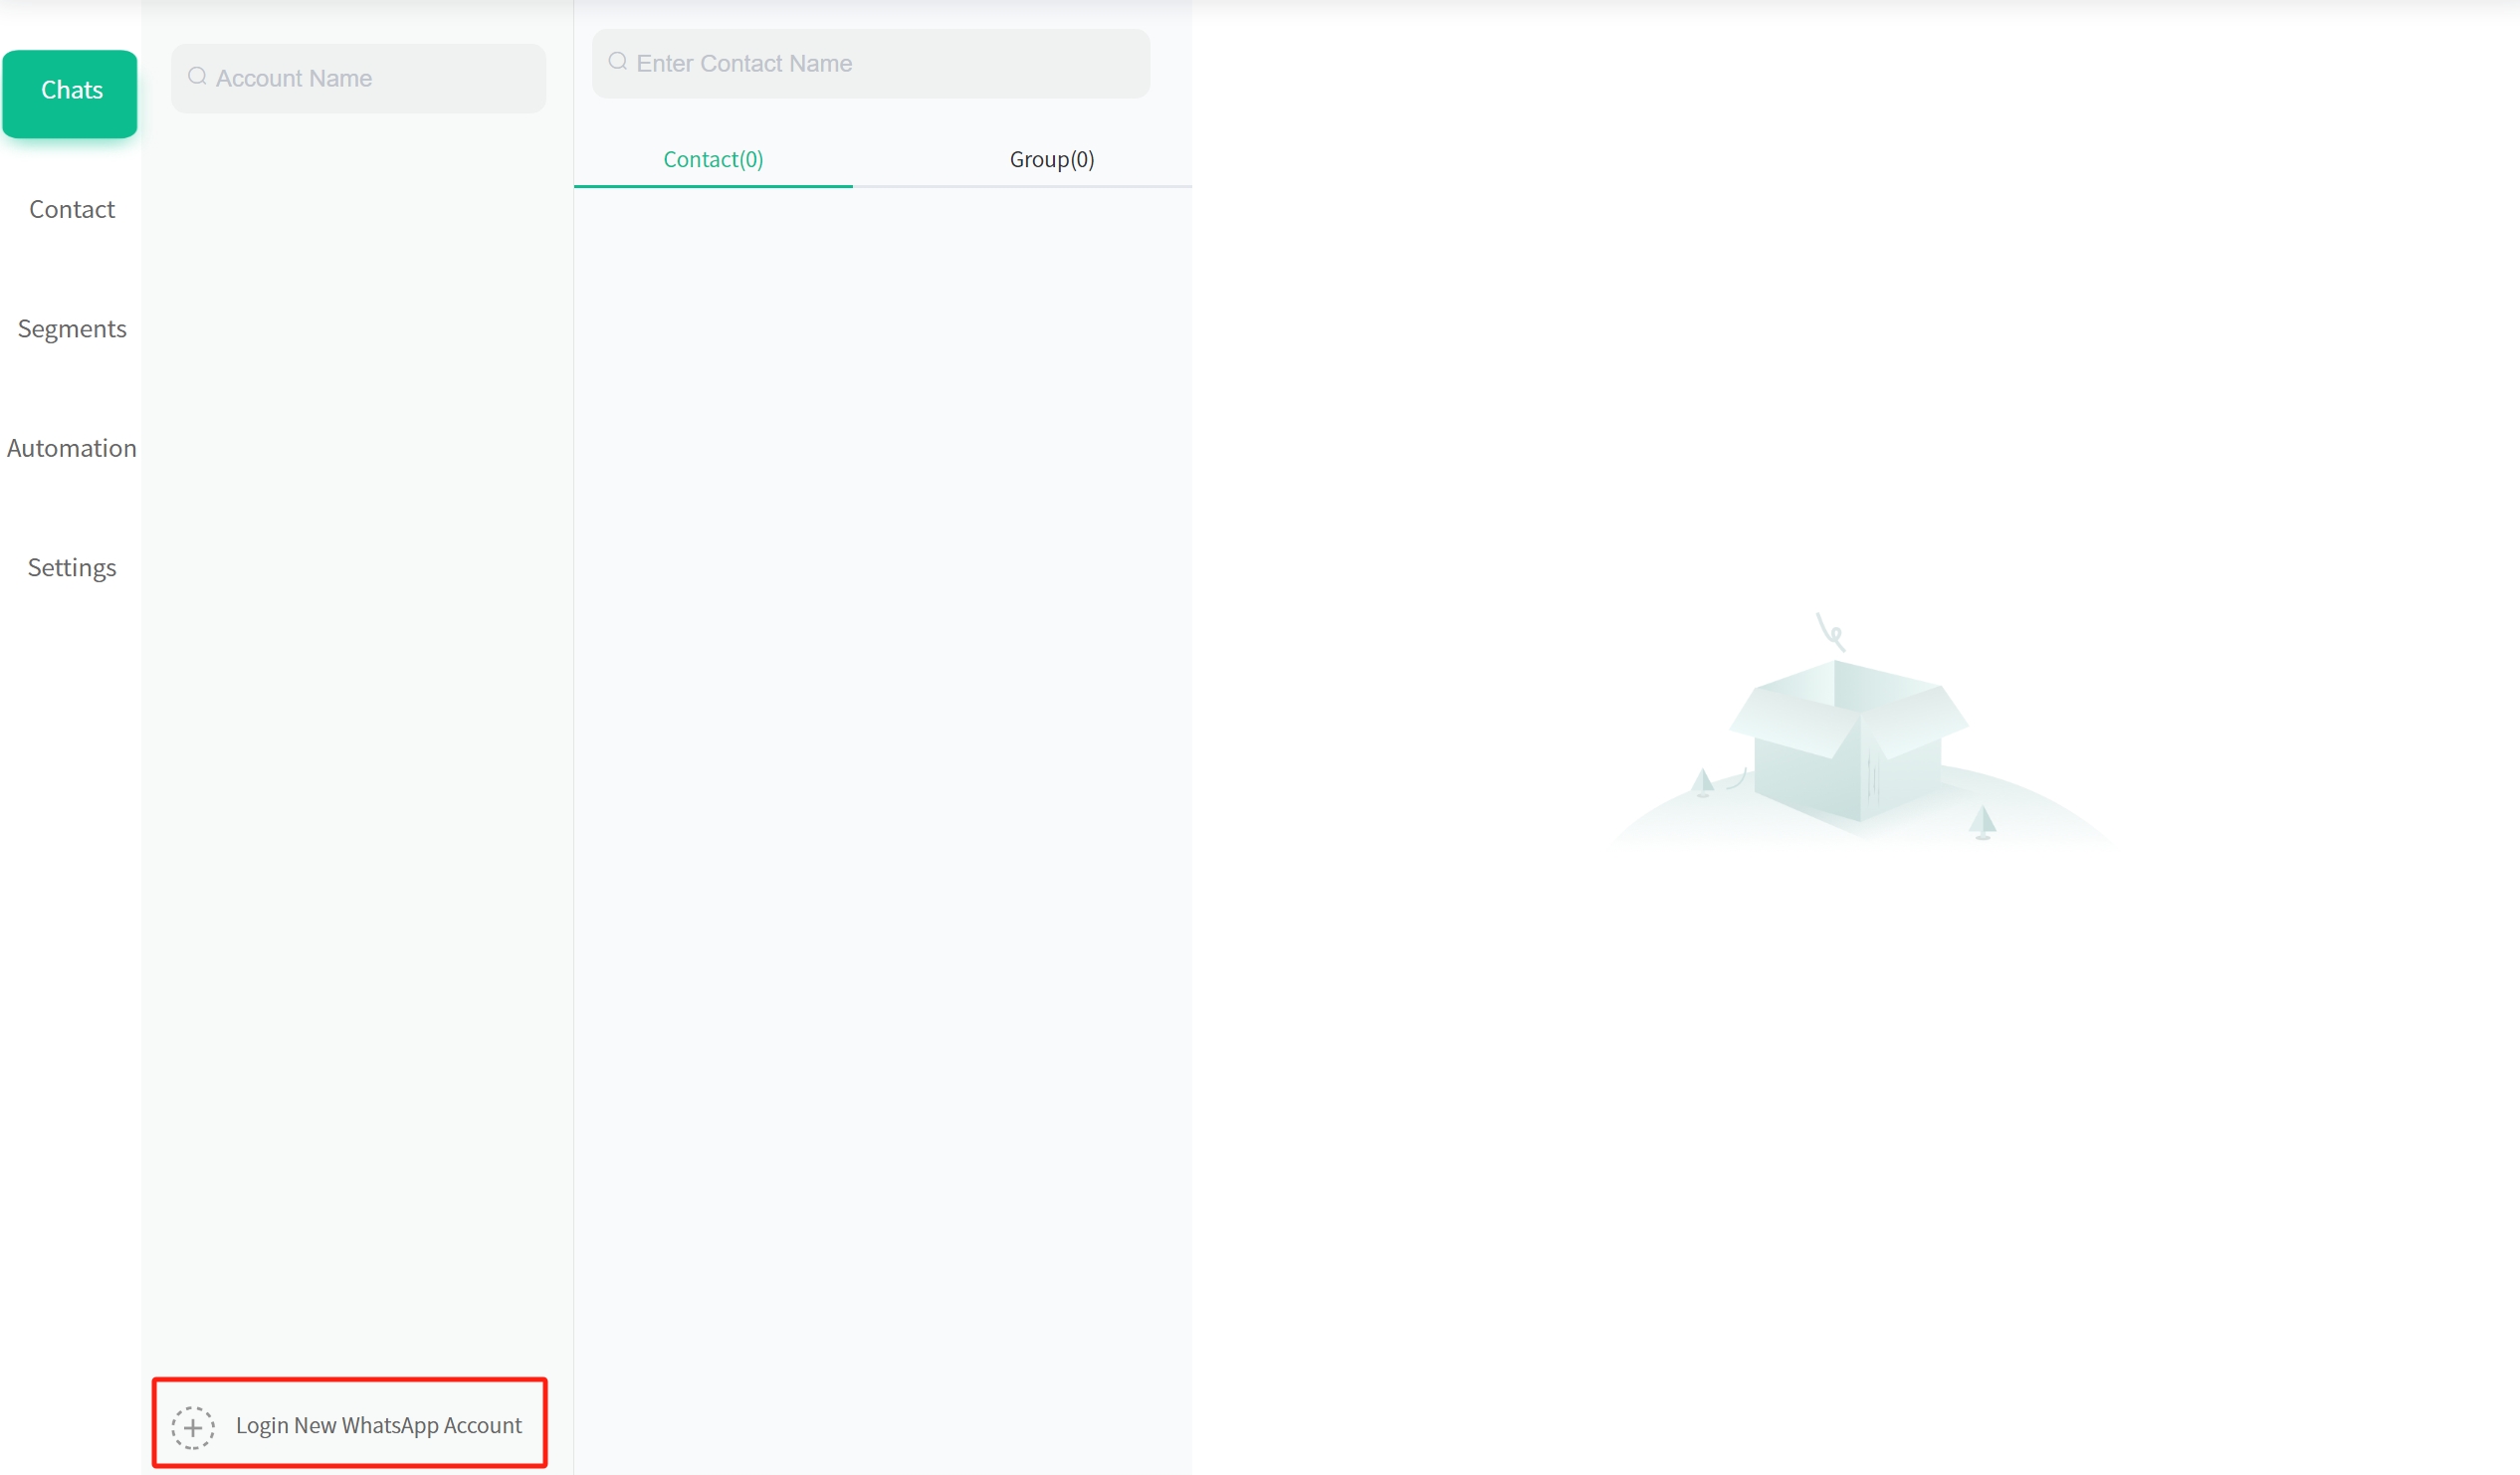 Chats
Contact
Segments
Automation
Settings
Account Name
Login New WhatsApp Account
Enter Contact Name
Contact(0)
Group(0)